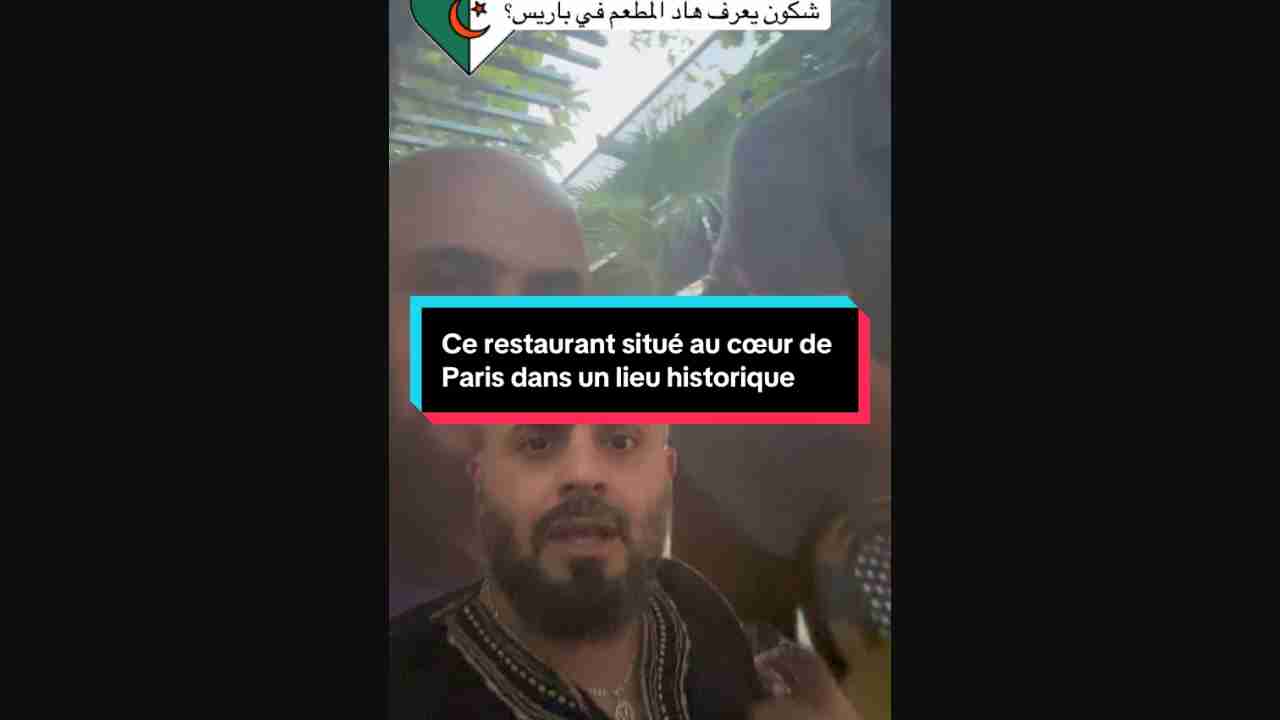 شكون يعرف هاد المطعم في باريس؟
Ce restaurant situé au cœur de
Paris dans un lieu historique